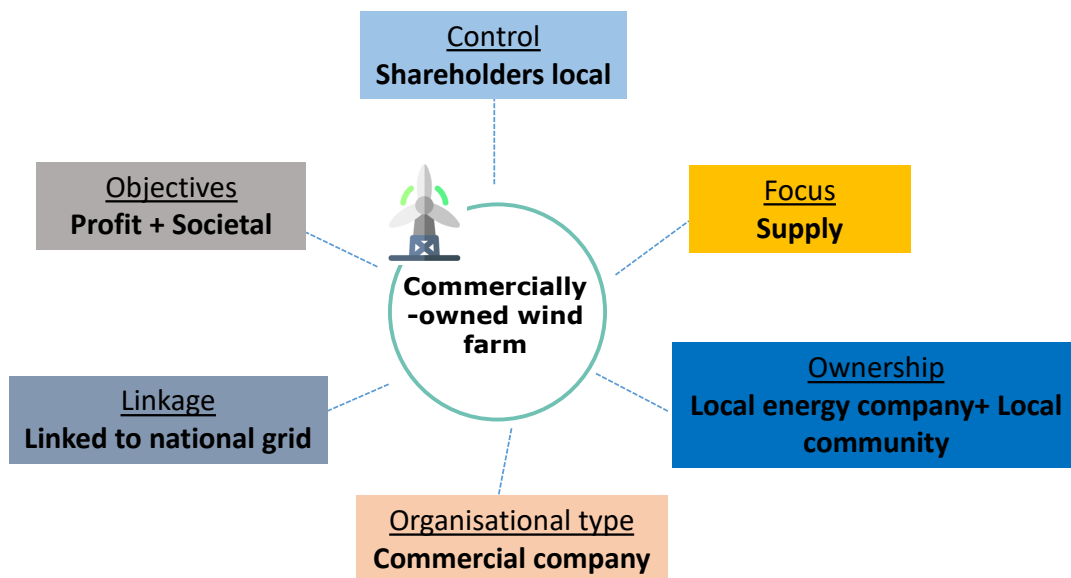 Control
Shareholders local
Objectives
Profit + Societal
Focus
Supply
Commercially
-owned wind
farm
Linkage
Linked to national grid
Ownership
Local energy company+ Local
community
Organisational type
Commercial company